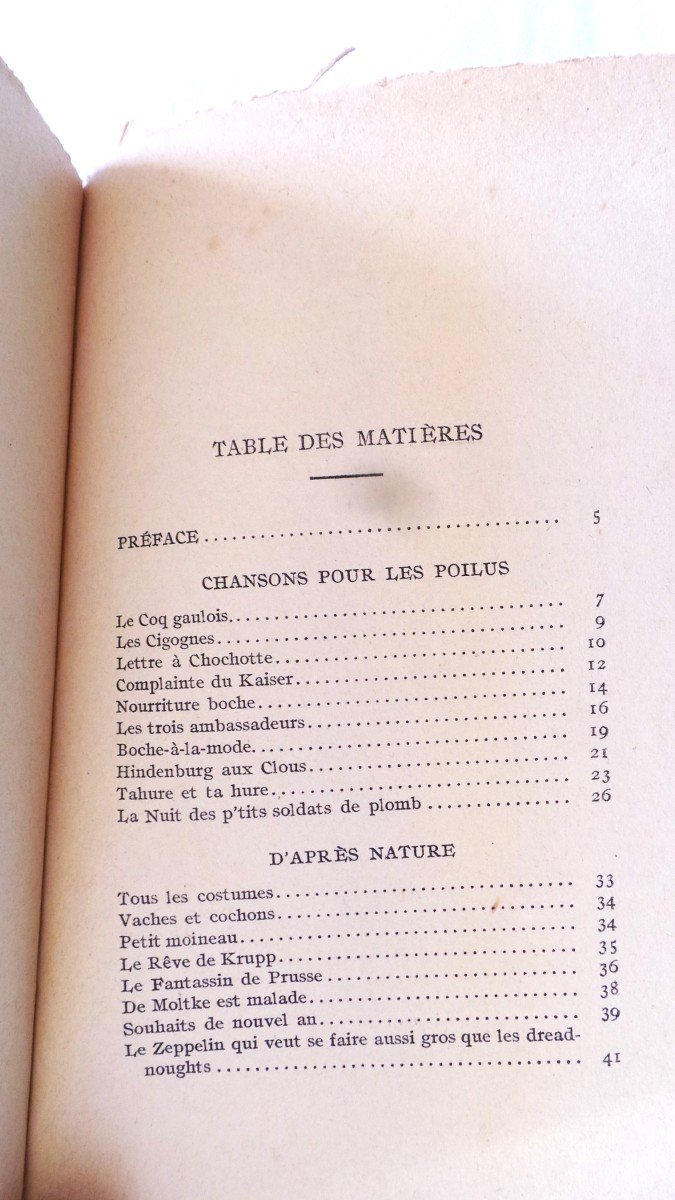 TABLE DES MATIÈRES
PRÉFACE ........................................ 5
CHANSONS POUR LES POILUS
Le Coq gaulois.................................... 7
Les Cigognes...................................... 9
Lettre à Chochotte................................ 10
Complainte du Kaiser.............................. 12
Nourriture boche.................................. 14
Les trois ambassadeurs............................ 16
Boche-à-la-mode................................... 19
Hindenburg aux Clous.............................. 21
Tahure et ta hure................................. 23
La Nuit des p'tits soldats de plomb ................ 26
D'APRÈS NATURE
Tous les costumes................................. 33
Vaches et cochons................................. 34
Petit moineau..................................... 34
Le Rêve de Krupp.................................. 35
Le Fantassin de Prusse ............................ 36
De Moltke est malade.............................. 38
Souhaits de nouvel an............................. 39
Le Zeppelin qui veut se faire aussi gros que les dread-
noughts ........................................ 41